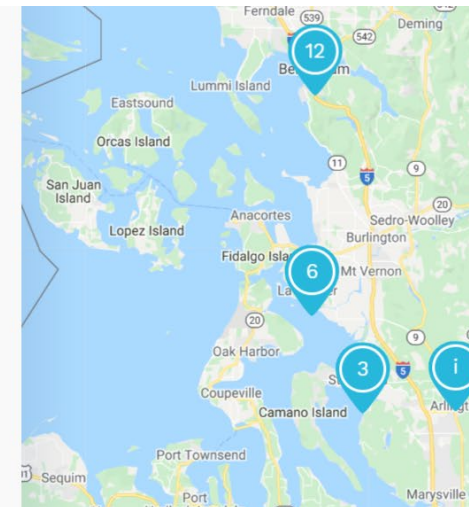 Ferndale
539
542
Deming
12
Lummi Island
Eastsound
Orcas Island
11
5
9
San Juan
Island
20
Anacortes
Sedro-Woolley
Lopez Island
Burlington
Fidalgo
6
Mt Vernon
20
9
Oak Harbor
3
5
i
Coupeville
Camano Island
Port Townsend
Sequim
Port
Marysville